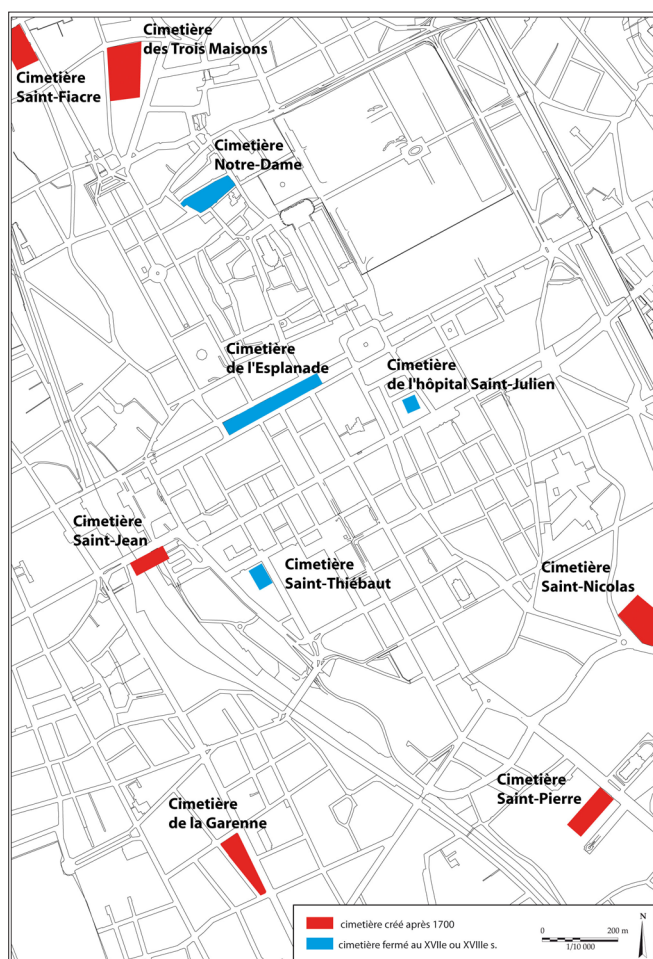 Cimetière
des Trois Maisons
Cimetière
Saint-Fiacre
Cimetière
Notre-Dame
Cimetière
de l'Esplanade
Cimetière
de l'hôpital Saint-Julien
Cimetière
Saint-Jean
Cimetière
Saint-Thiébaut
Cimetière
Saint-Nicolas
Cimetière
Saint-Pierre
Cimetière
de la Garenne
cimetière créé après 1700
cimetière fermé au XVIIe ou XVIIIe s.
0 200 m
1/10 000
N